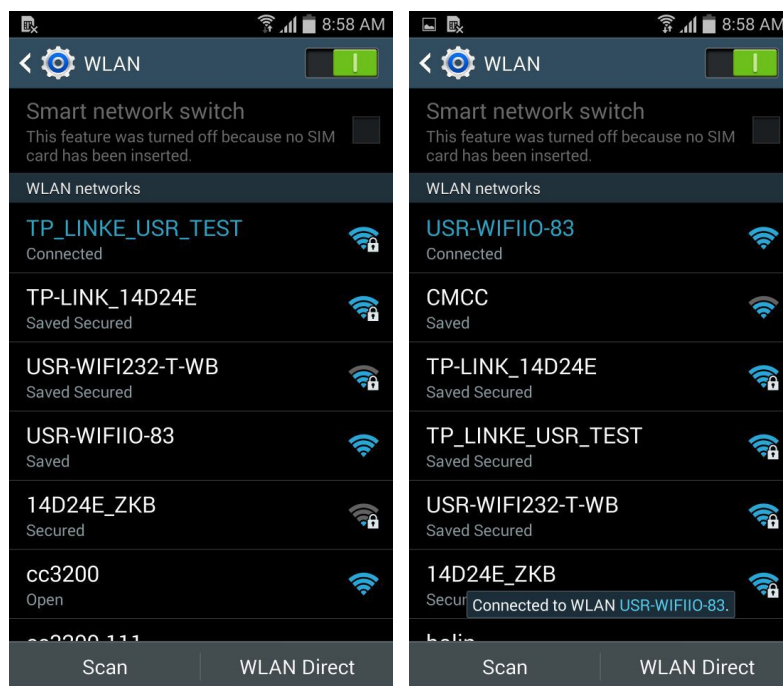 8:58 AM
WLAN
Smart network switch
This feature was turned off because no SIM
card has been inserted.
WLAN networks
TP_LINKE_USR_TEST
Connected
TP-LINK_14D24E
Saved Secured
USR-WIFI232-T-WB
Saved Secured
USR-WIFIIO-83
Saved
14D24E_ZKB
Secured
cc3200
Open
Scan
WLAN Direct
8:58 AM
WLAN
Smart network switch
This feature was turned off because no SIM
card has been inserted.
WLAN networks
USR-WIFIIO-83
Connected
CMCC
Saved
TP-LINK_14D24E
Saved Secured
TP_LINKE_USR_TEST
Saved Secured
USR-WIFI232-T-WB
Saved Secured
14D24E_ZKB
Secur
Connected to WLAN USR-WIFIIO-83.
Scan
WLAN Direct